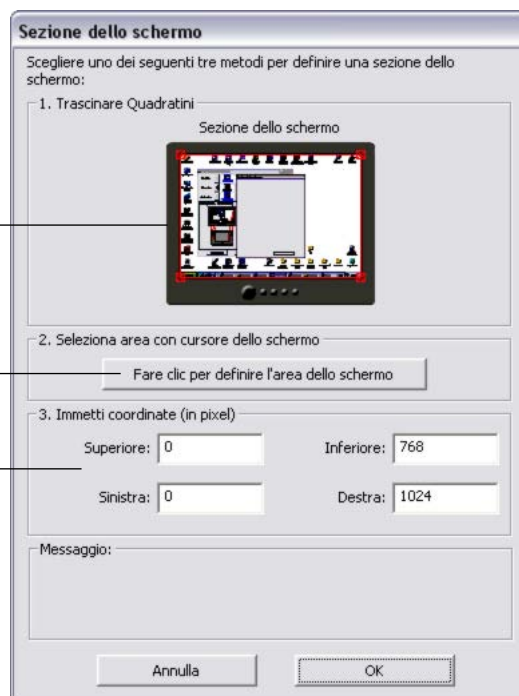 Sezione dello schermo
Scegliere uno dei seguenti tre metodi per definire una sezione dello
schermo:
1. Trascinare Quadratini
Sezione dello schermo
2. Seleziona area con cursore dello schermo
Fare clic per definire l'area dello schermo
3. Immetti coordinate (in pixel)
Superiore: 0 Inferiore: 768
Sinistra: 0 Destra: 1024
Messaggio:
Annulla OK